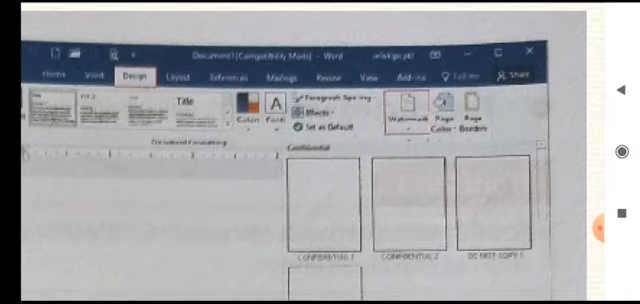 Document1 [Compatibility Mode] - Word
Home Insert Design Layout References Mailings Review View Add-ins Tell me Share
Title
Colors Fonts
Paragraph Spacing
Effects
Set as Default
Watermark Page Color Page Borders
Document Formatting
Confidential
CONFIDENTIAL 1 CONFIDENTIAL 2 DO NOT COPY 1